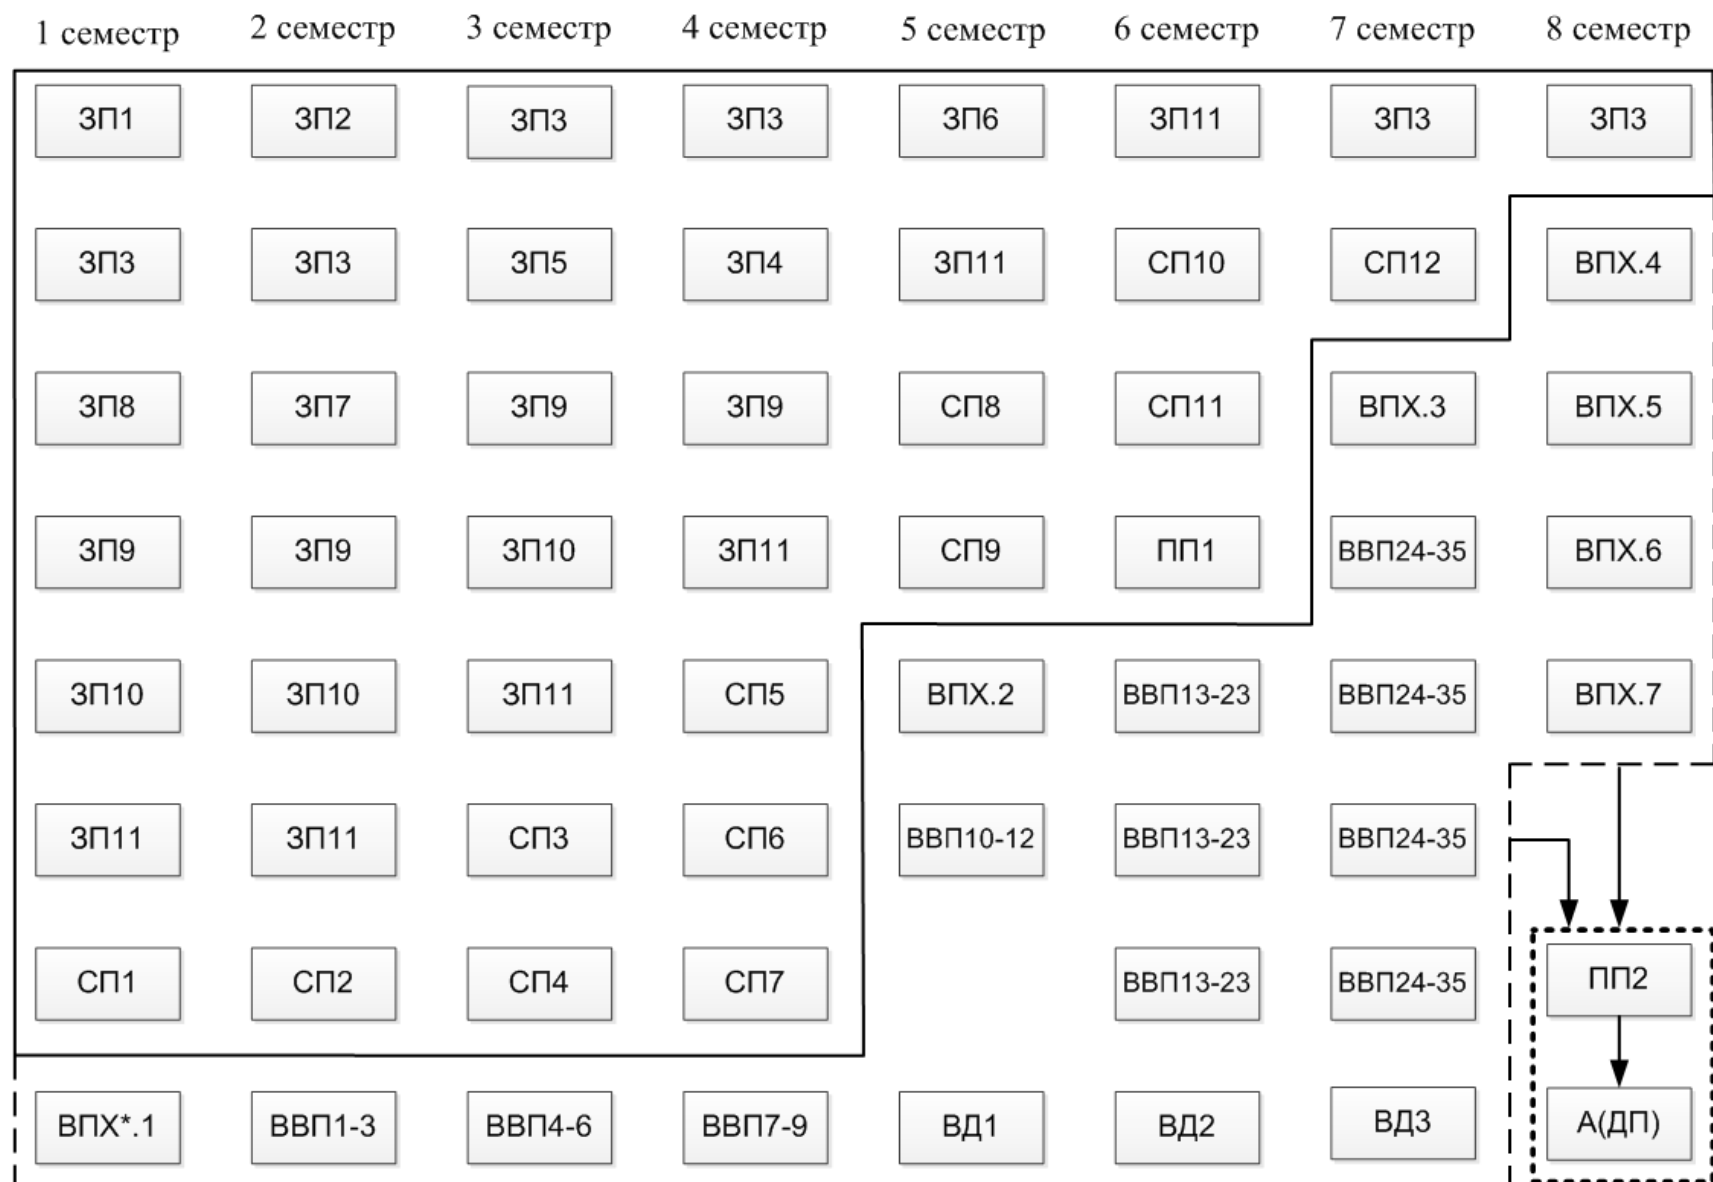 1 семестр 2 семестр 3 семестр 4 семестр 5 семестр 6 семестр 7 семестр 8 семестр
ЗП1 ЗП2 ЗП3 ЗП3 ЗП6 ЗП11 ЗП3 ЗП3
ЗП3 ЗП3 ЗП5 ЗП4 ЗП11 СП10 СП12 ВПХ.4
ЗП8 ЗП7 ЗП9 ЗП9 СП8 СП11 ВПХ.3 ВПХ.5
ЗП9 ЗП9 ЗП10 ЗП11 СП9 ПП1 ВВП24-35 ВПХ.6
ЗП10 ЗП10 ЗП11 СП5 ВПХ.2 ВВП13-23 ВВП24-35 ВПХ.7
ЗП11 ЗП11 СП3 СП6 ВВП10-12 ВВП13-23 ВВП24-35
СП1 СП2 СП4 СП7 ВВП13-23 ВВП24-35 ПП2
ВПХ*.1 ВВП1-3 ВВП4-6 ВВП7-9 ВД1 ВД2 ВД3 А(ДП)